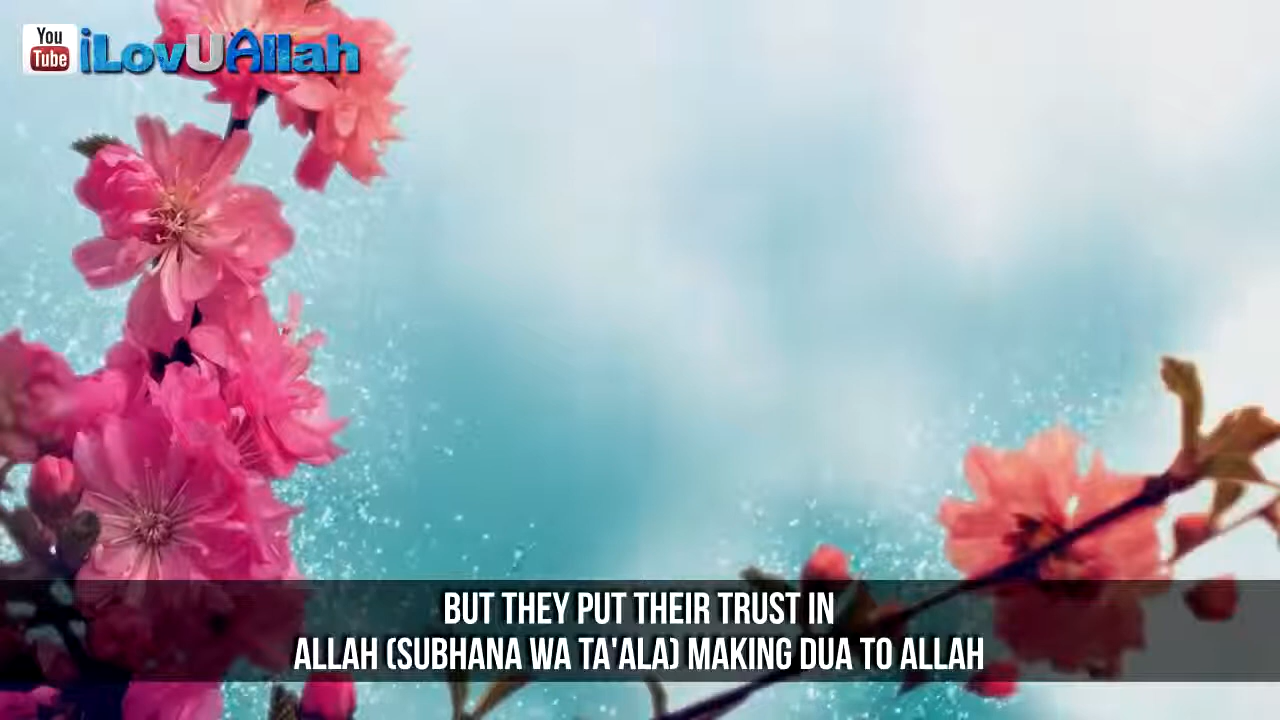 You
Tube
iLovUAllah
BUT THEY PUT THEIR TRUST IN
ALLAH (SUBHANA WA TA'ALA) MAKING DUA TO ALLAH